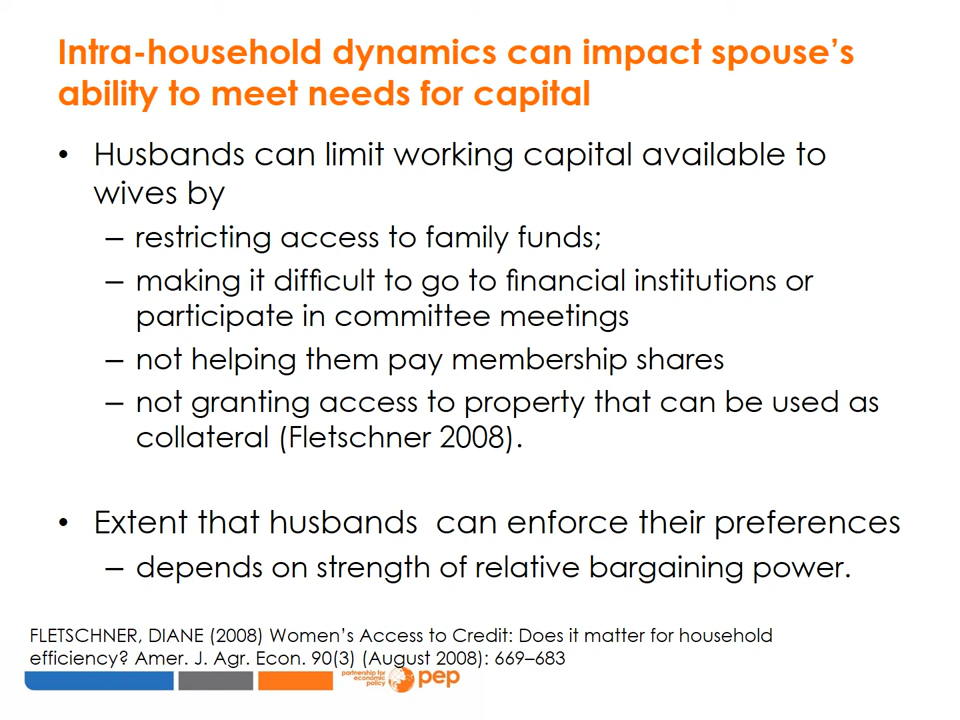 Intra-household dynamics can impact spouse's
ability to meet needs for capital
• Husbands can limit working capital available to
wives by
– restricting access to family funds;
– making it difficult to go to financial institutions or
participate in committee meetings
– not helping them pay membership shares
– not granting access to property that can be used as
collateral (Fletschner 2008).
• Extent that husbands  can enforce their preferences
– depends on strength of relative bargaining power.
FLETSCHNER, DIANE (2008) Women's Access to Credit: Does it matter for household
efficiency? Amer. J. Agr. Econ. 90(3) (August 2008): 669–683
partnership for
economic
policy
pep